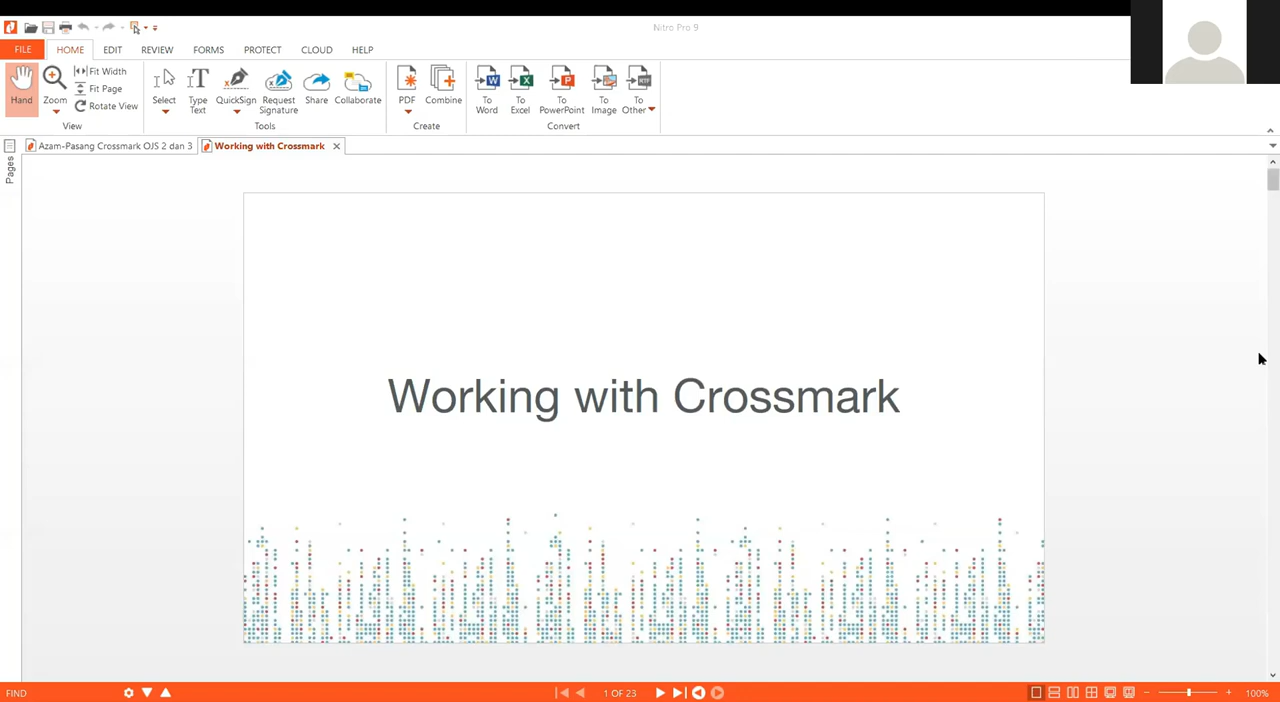 Nitro Pro 9
FILE HOME EDIT REVIEW FORMS PROTECT CLOUD HELP
Hand
Zoom
Fit Width
Fit Page
Rotate View
View
Select
Type Text
QuickSign
Request Signature
Share
Collaborate
Tools
PDF
Combine
Create
To Word
To Excel
To PowerPoint
To Image
To Other
Convert
Pages
Azam-Pasang Crossmark OJS 2 dan 3
Working with Crossmark
Working with Crossmark
FIND
1 OF 23
100%